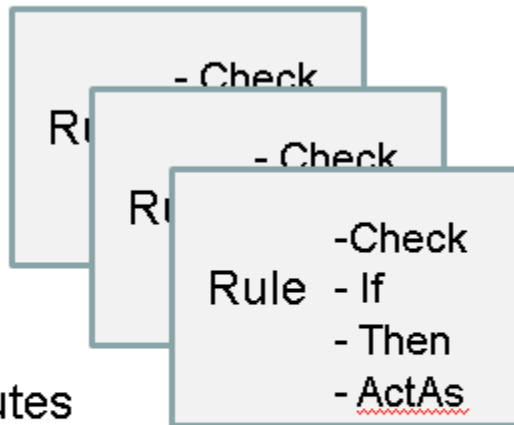 - Check
Ru
- Check
Ru
-Check
Rule - If
- Then
- ActAs
utes